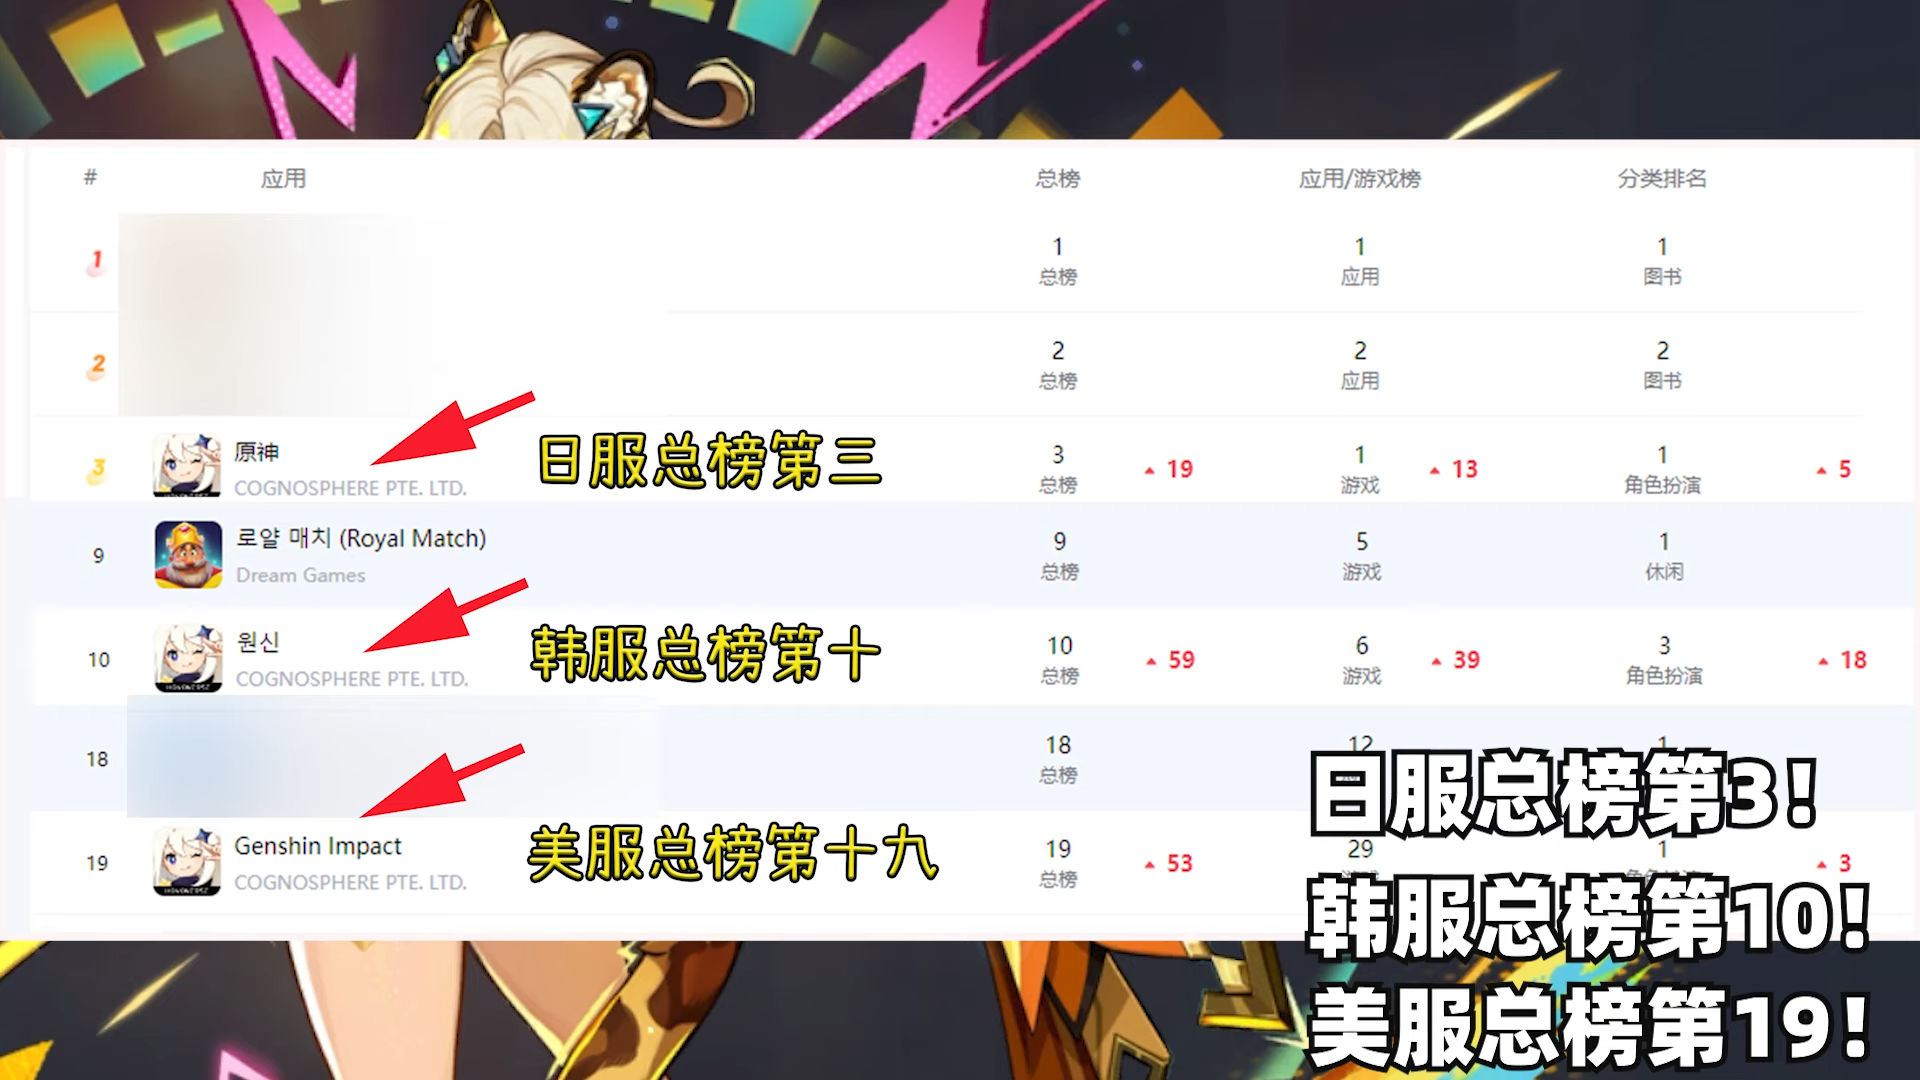 # 应用 总榜 应用/游戏榜 分类排名
1 1 1 1
总榜 应用 图书
2 2 2 2
总榜 应用 图书
3 原神 日服总榜第三 3 19 1 13 1 5
COGNOSPHERE PTE. LTD. 总榜 游戏 角色扮演
9 로얄 매치 (Royal Match) 9 5 1
Dream Games 总榜 游戏 休闲
10 원신 韩服总榜第十 10 59 6 39 3 18
COGNOSPHERE PTE. LTD. 总榜 游戏 角色扮演
18 18 12 1
总榜
日服总榜第3!
19 Genshin Impact 美服总榜第十九 19 53 29 1 3
COGNOSPHERE PTE. LTD. 总榜
韩服总榜第10!
美服总榜第19!